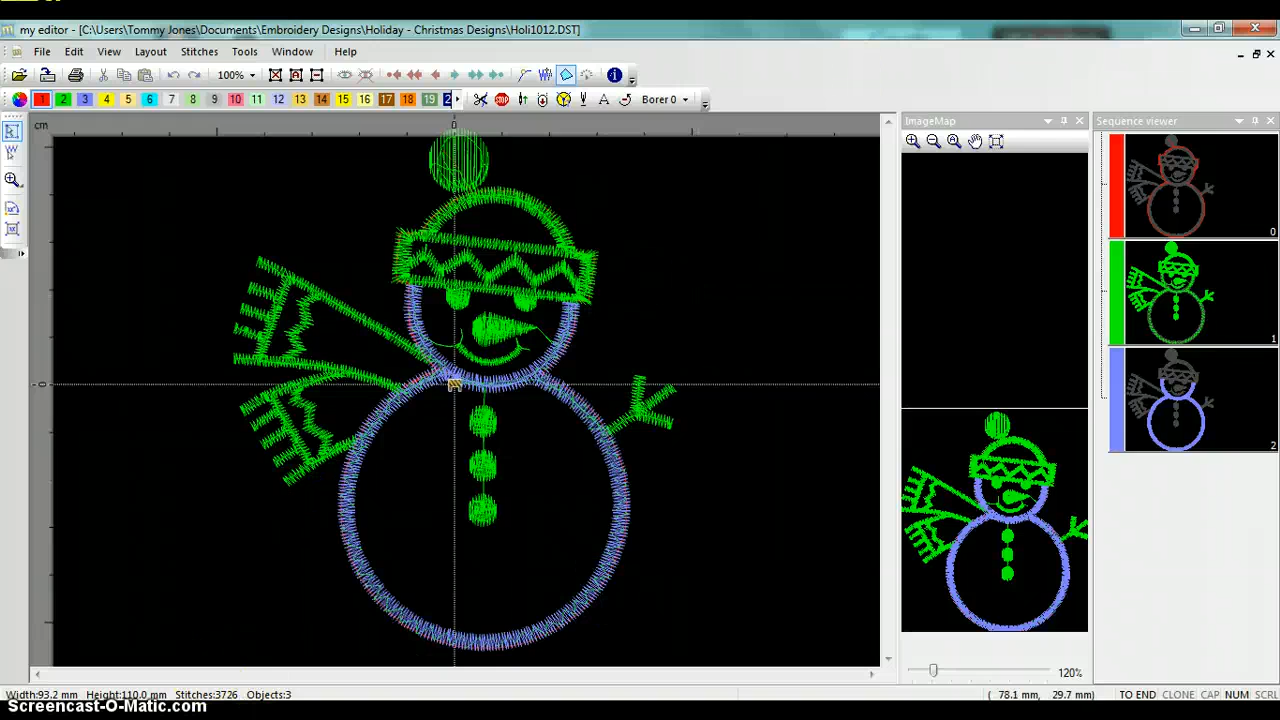 my editor - [C:\Users\Tommy Jones\Documents\Embroidery Designs\Holiday - Christmas Designs\Holi1012.DST]
File Edit View Layout Stitches Tools Window Help
100%
1 2 3 4 5 6 7 8 9 10 11 12 13 14 15 16 17 18 19 2 STOP Borer 0
cm 0
0
ImageMap
Sequence viewer
0
1
2
120%
Width:93.2 mm Height:110.0 mm Stitches:3726 Objects:3 ( 78.1 mm, 29.7 mm) TO END CLONE CAP NUM SCRL
Screencast-O-Matic.com